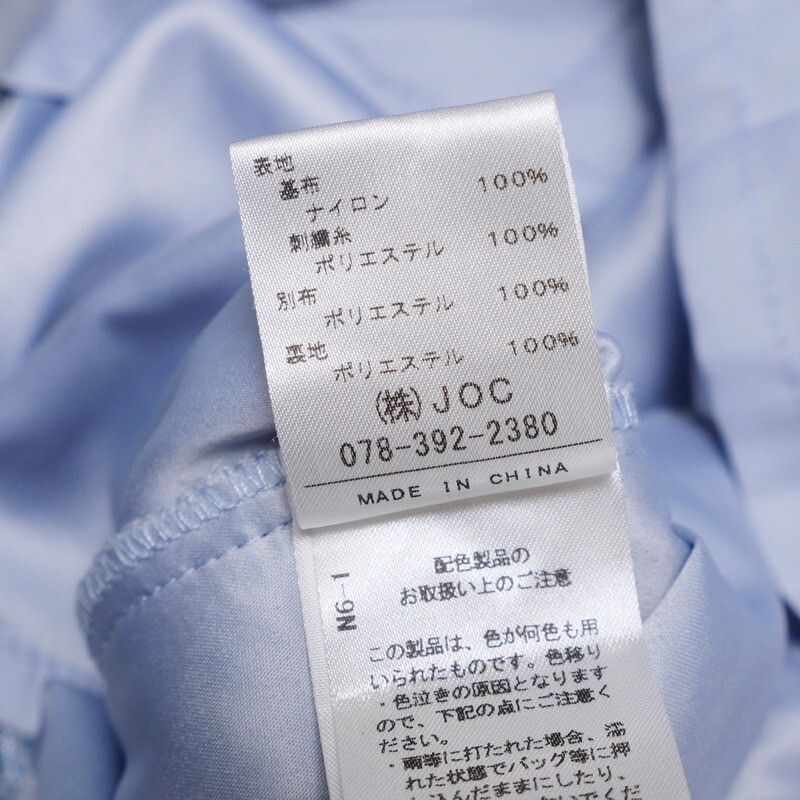 表地
基布
ナイロン 100%
刺繍糸
ポリエステル 100%
別布
ポリエステル 100%
裏地
ポリエステル 100%
(株)JOC
078-392-2380
MADE IN CHINA
N6-1
配色製品の
お取扱い上のご注意
この製品は、色が何色も用
いられたものです。色移り
・色泣きの原因となります
ので、下記の点にご注意く
ださい。
・雨等に打たれた場合、湿
れた状態でバッグ等に押
し込んだままにしたり、